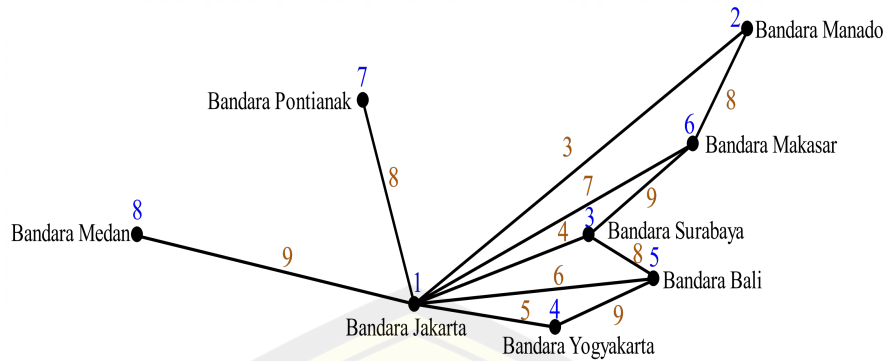 2
Bandara Manado
7
Bandara Pontianak
8
6
Bandara Makasar
3
8
7
9
8
Bandara Medan
3
Bandara Surabaya
4
9
8
5
6
Bandara Bali
1
5
4
9
Bandara Jakarta
Bandara Yogyakarta